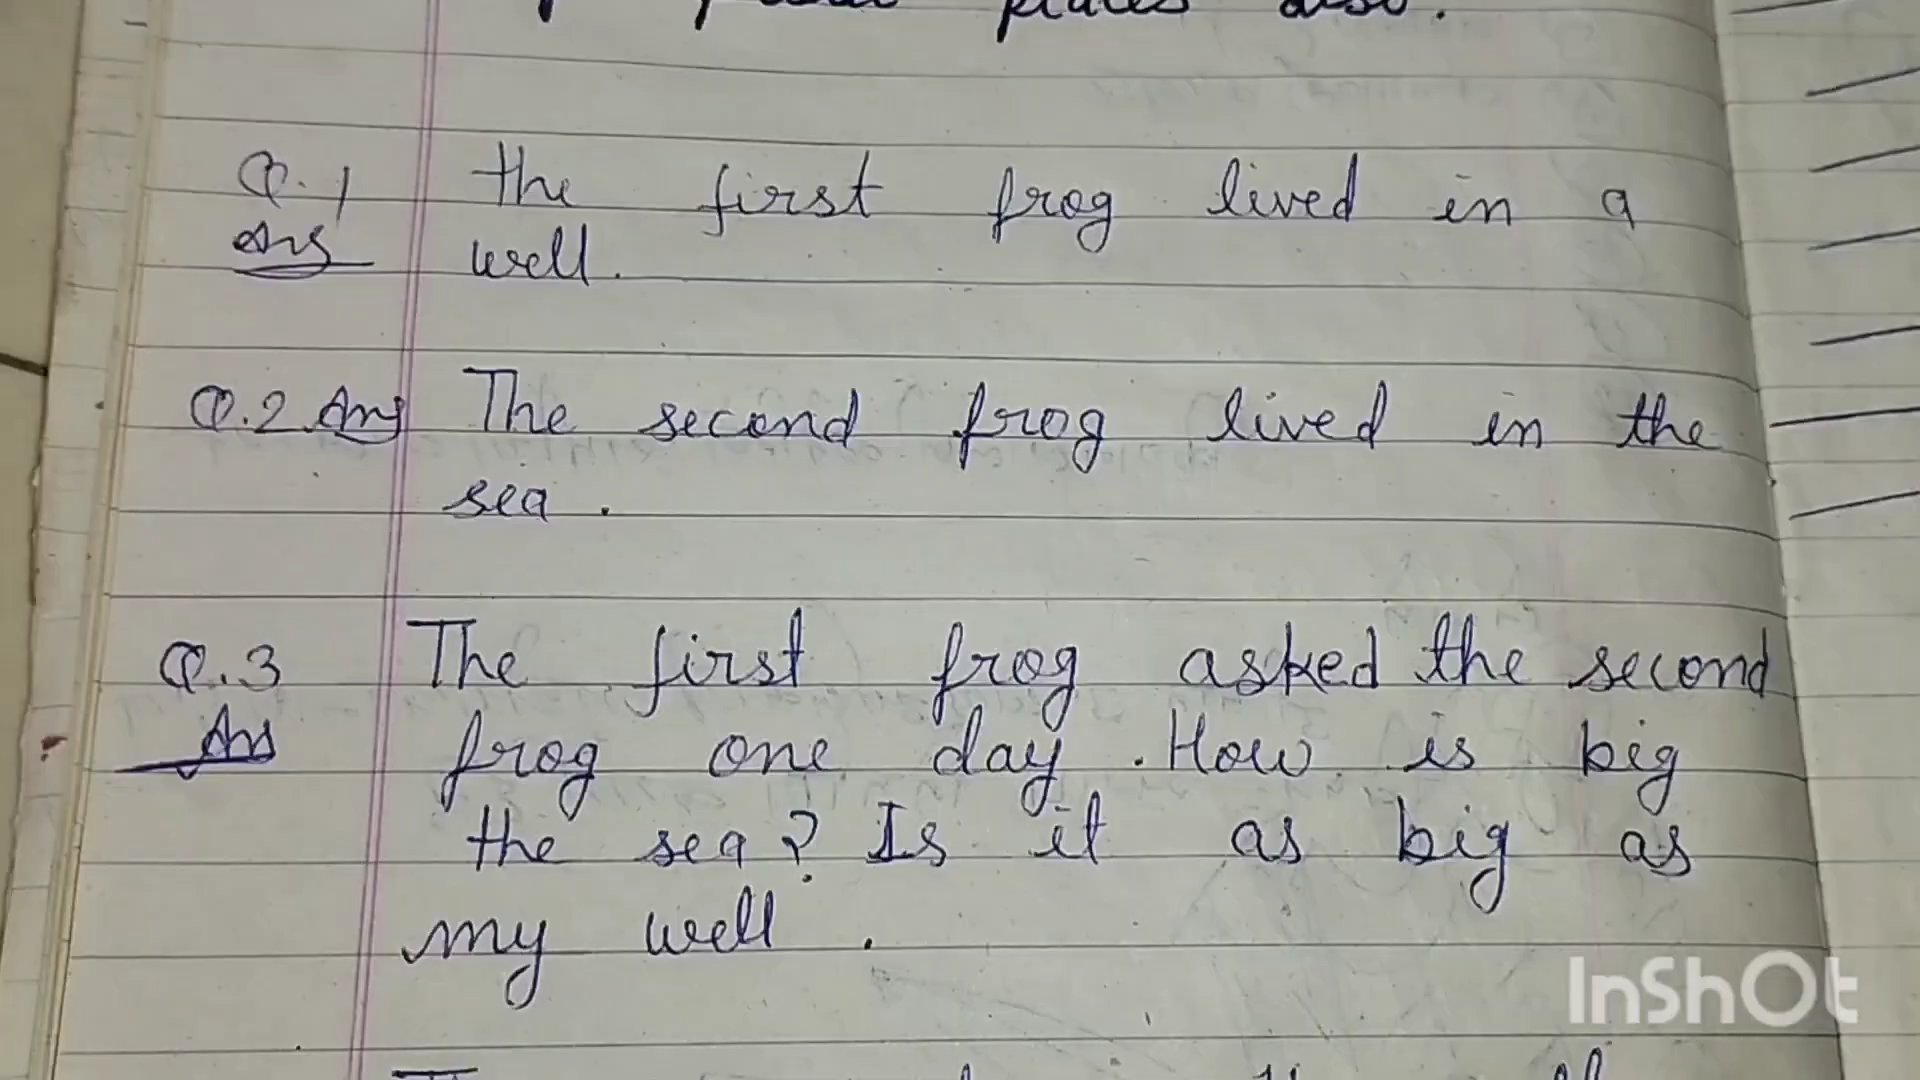 places also.
Q.1 the first frog lived in a
Ans well.
Q.2 Ans The second frog lived in the
sea.
Q.3 The first frog asked the second
Ans frog one day. How is big
the sea? Is it as big as
my well.
InShOt